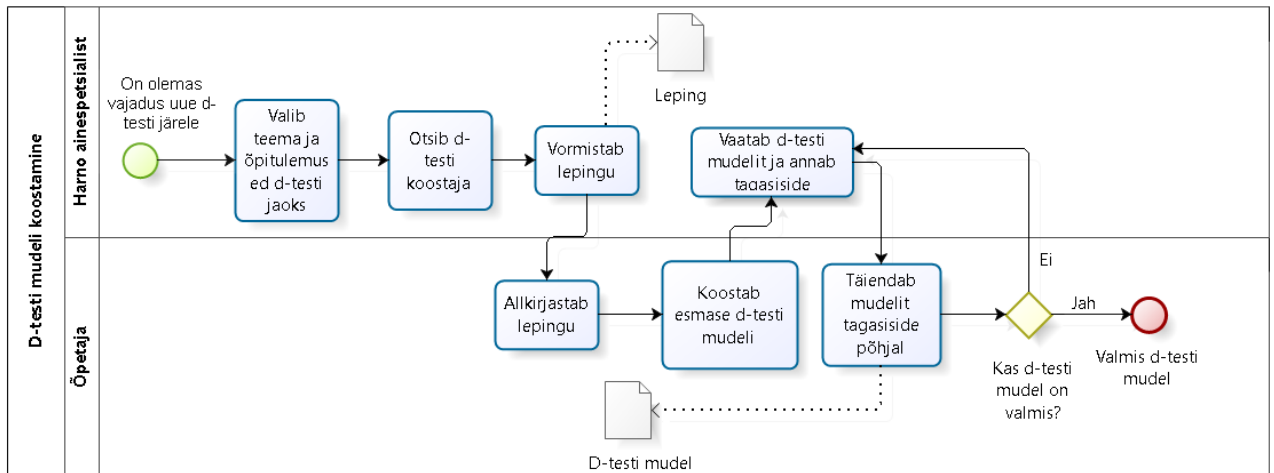 D-testi mudeli koostamine
Harno ainespetsialist
On olemas
vajadus uue d-
testi järele
Valib
teema ja
õpitulemus
ed d-testi
jaoks
Otsib d-
testi
koostaja
Vormistab
lepingu
Leping
Vaatab d-testi
mudelit ja annab
tagasiside
Õpetaja
Allkirjastab
lepingu
Koostab
esmase d-testi
mudeli
Täiendab
mudelit
tagasiside
põhjal
Ei
Jah
Kas d-testi
mudel on
valmis?
Valmis d-testi
mudel
D-testi mudel